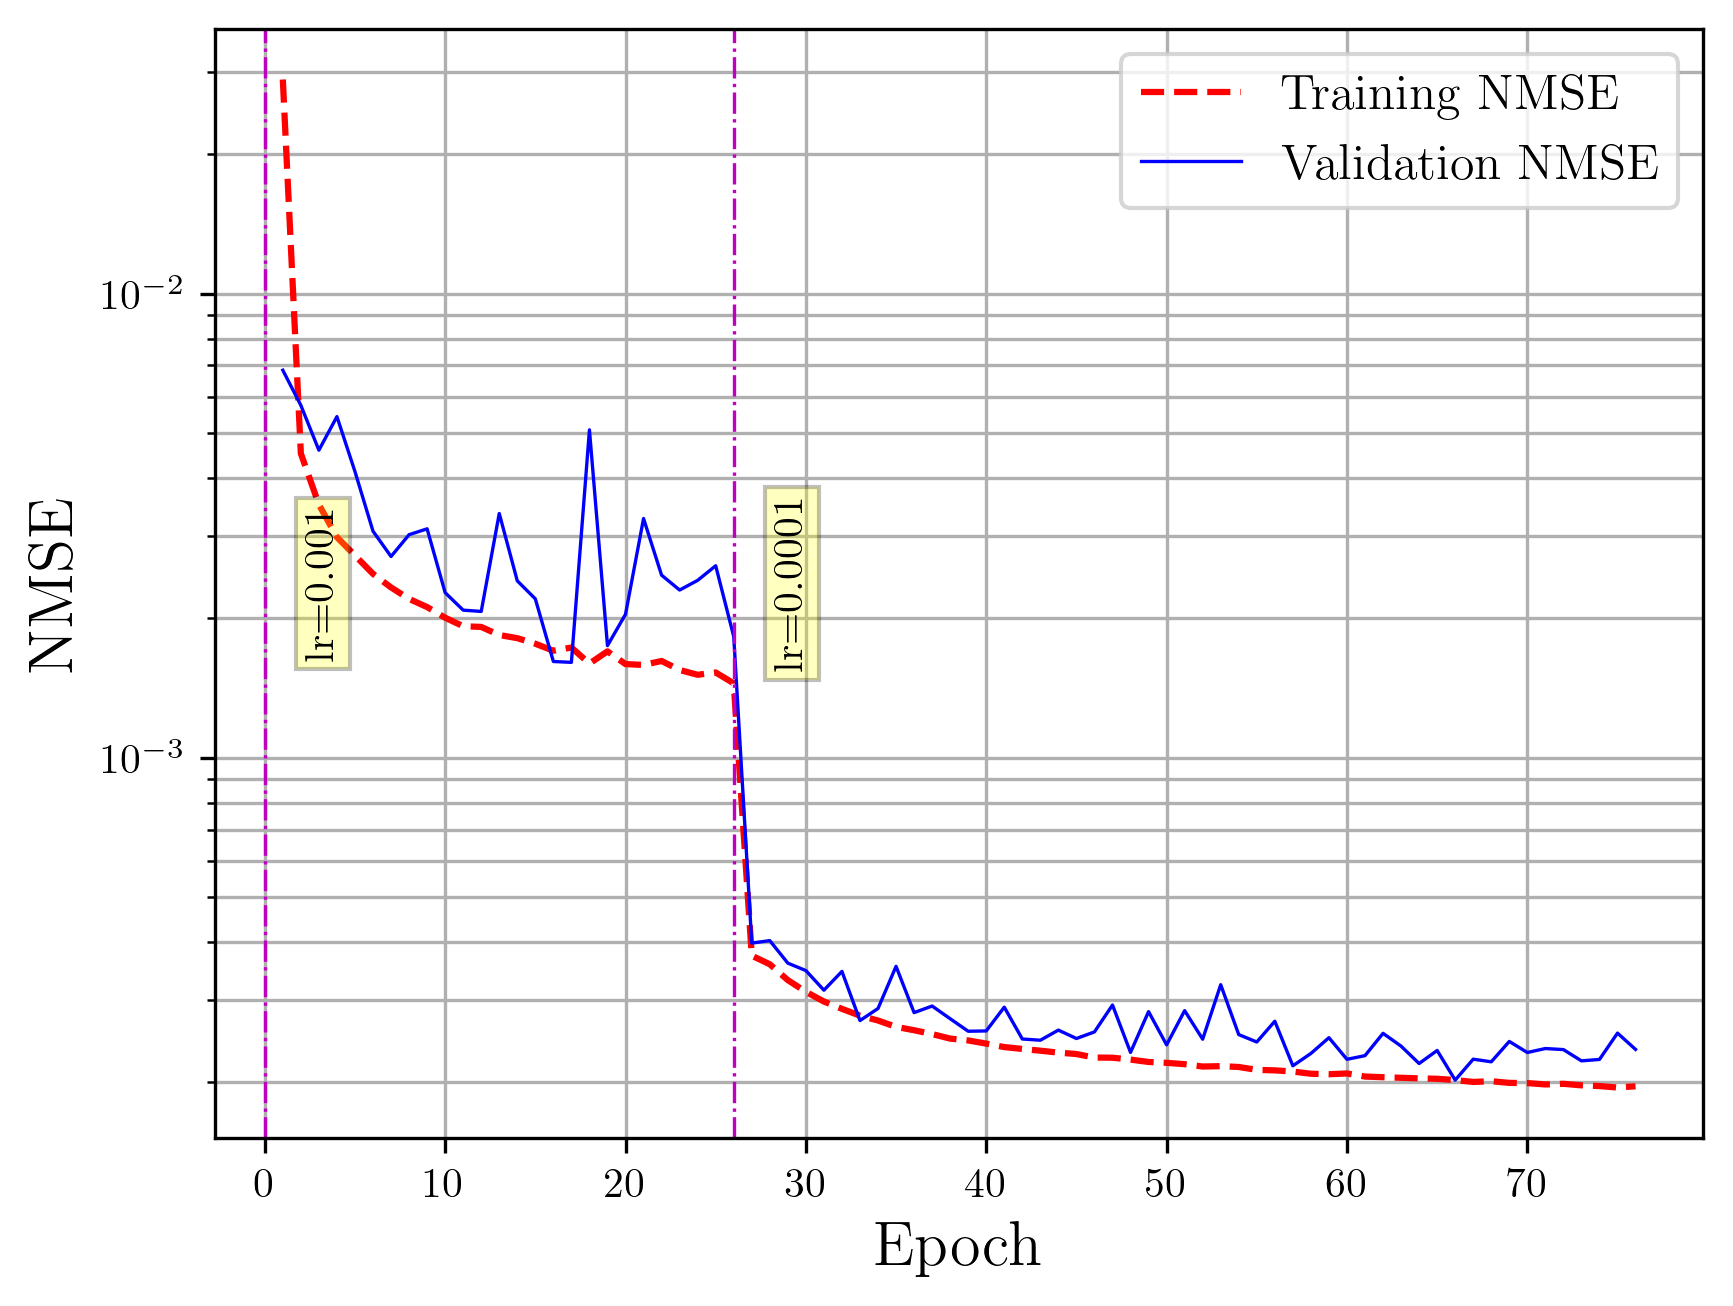 Training NMSE
Validation NMSE
10⁻²
10⁻³
NMSE
lr=0.001
lr=0.0001
0 10 20 30 40 50 60 70
Epoch